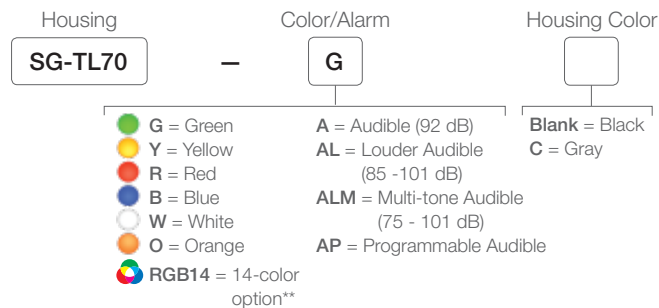 Housing Color/Alarm Housing Color
SG-TL70 – G
G = Green
Y = Yellow
R = Red
B = Blue
W = White
O = Orange
RGB14 = 14-color
option**
A = Audible (92 dB)
AL = Louder Audible
(85 -101 dB)
ALM = Multi-tone Audible
(75 - 101 dB)
AP = Programmable Audible
Blank = Black
C = Gray